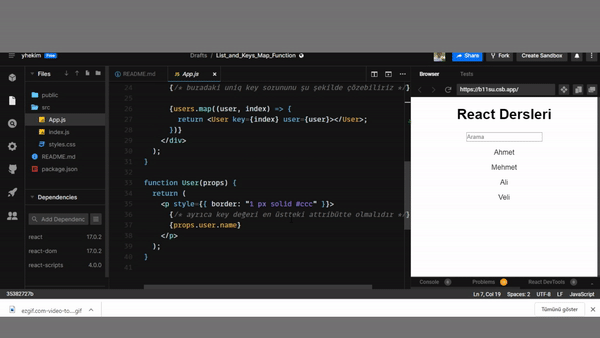 yhekim Free
Drafts / List_and_Keys_Map_Function
Share
Fork
Create Sandbox
Files
public
src
App.js
index.js
styles.css
README.md
package.json
Dependencies
Add Dependenc
react 17.0.2
react-dom 17.0.2
react-scripts 4.0.0
35382727b
README.md
App.js
24 {/* buradaki uniq key sorununu şu şekilde çözebiliriz */}
25
26 {users.map((user, index) => {
27 return <User key={index} user={user}></User>;
28 })}
29 </div>
30 );
31 }
32
33 function User(props) {
34 return (
35 <p style={{ border: "1 px solid #ccc" }}>
36 {/* ayrıca key değeri en üstteki attribütte olmalıdır */}
37 {props.user.name}
38 </p>
39 );
40 }
41
Browser
Tests
https://b11su.csb.app/
React Dersleri
Arama
Ahmet
Mehmet
Ali
Veli
Console 0
Problems
React DevTools 0
Ln 7, Col 19 Spaces: 2 UTF-8 LF JavaScript
ezgif.com-video-to....gif
Tümünü göster